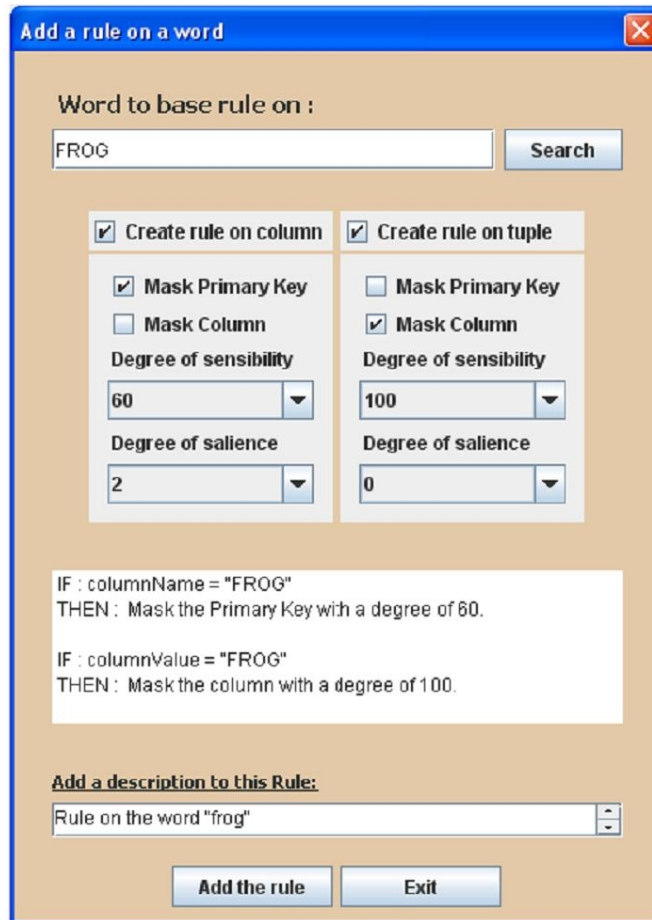 Add a rule on a word
Word to base rule on :
FROG
Search
Create rule on column
Create rule on tuple
Mask Primary Key
Mask Column
Degree of sensibility
60
Degree of salience
2
Mask Primary Key
Mask Column
Degree of sensibility
100
Degree of salience
0
IF : columnName = "FROG"
THEN :  Mask the Primary Key with a degree of 60.
IF : columnValue = "FROG"
THEN :  Mask the column with a degree of 100.
Add a description to this Rule:
Rule on the word "frog"
Add the rule
Exit